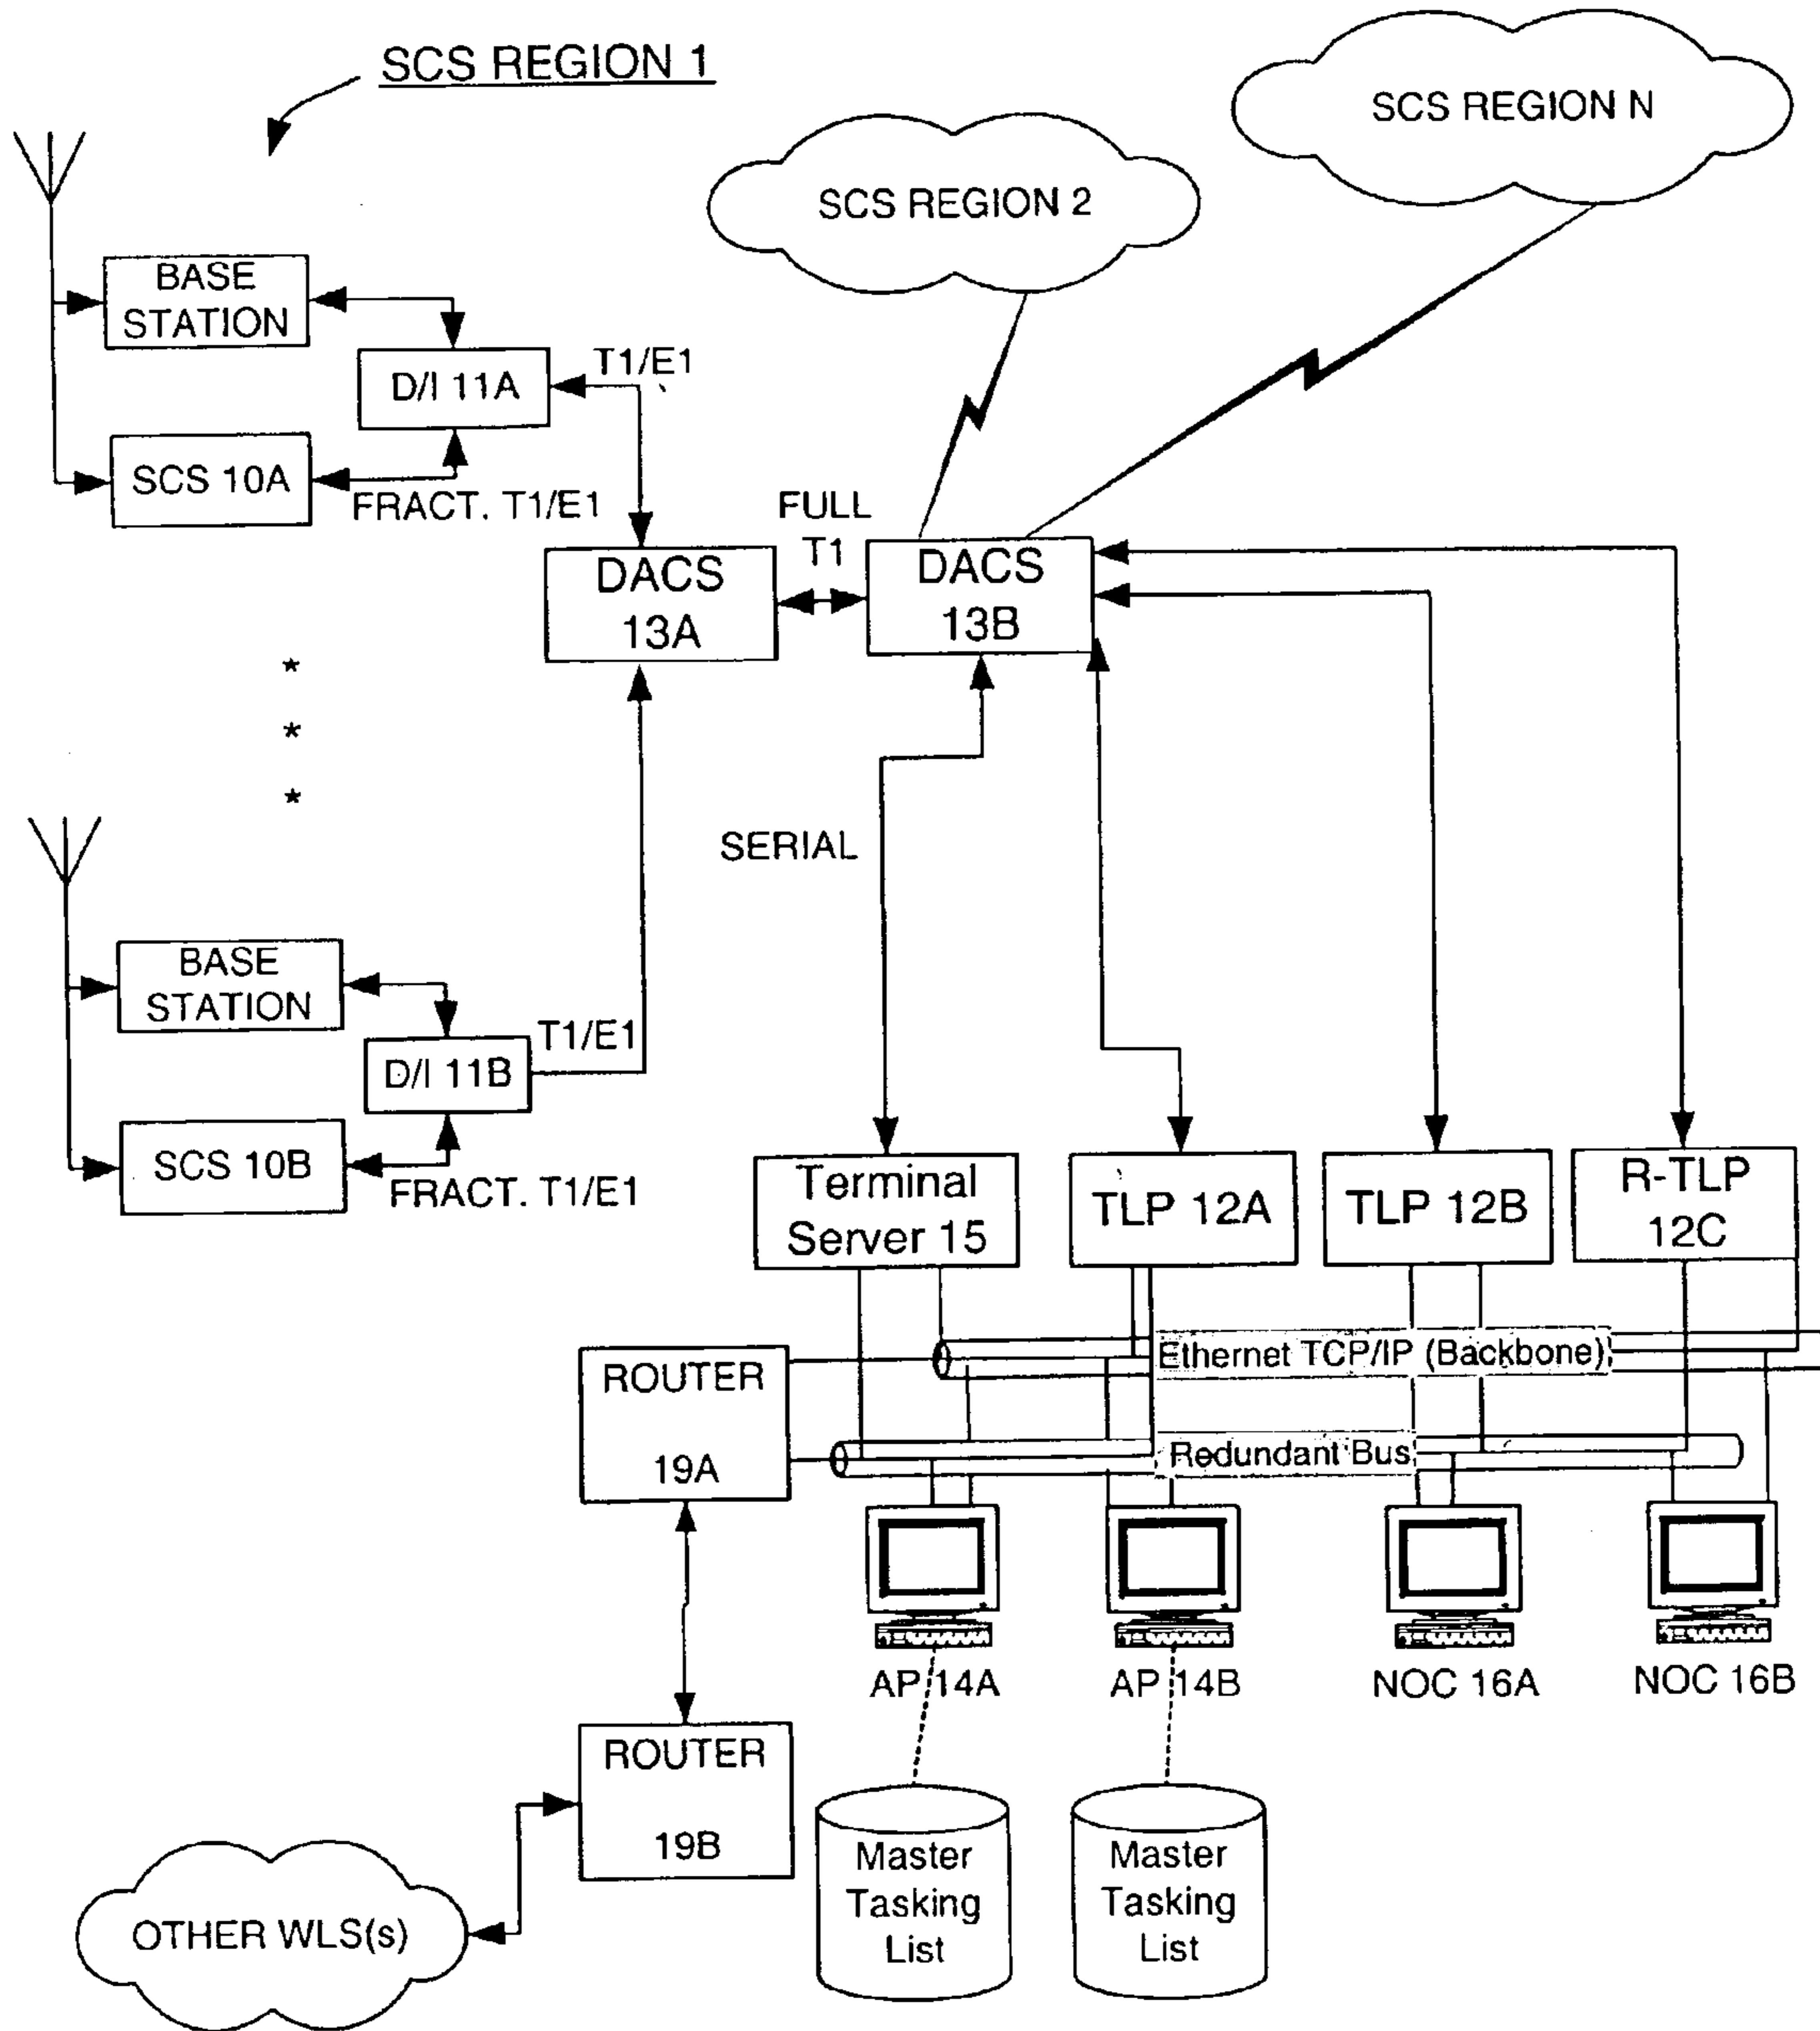 SCS REGION 1
SCS REGION N
SCS REGION 2
BASE
STATION
D/I 11A
T1/E1
SCS 10A
FRACT. T1/E1
FULL
T1
DACS
13A
DACS
13B
*
*
*
SERIAL
BASE
STATION
D/I 11B
T1/E1
SCS 10B
FRACT. T1/E1
Terminal
Server 15
TLP 12A
TLP 12B
R-TLP
12C
Ethernet TCP/IP (Backbone)
ROUTER
19A
Redundant Bus
AP 14A
AP 14B
NOC 16A
NOC 16B
ROUTER
19B
Master
Tasking
List
Master
Tasking
List
OTHER WLS(s)